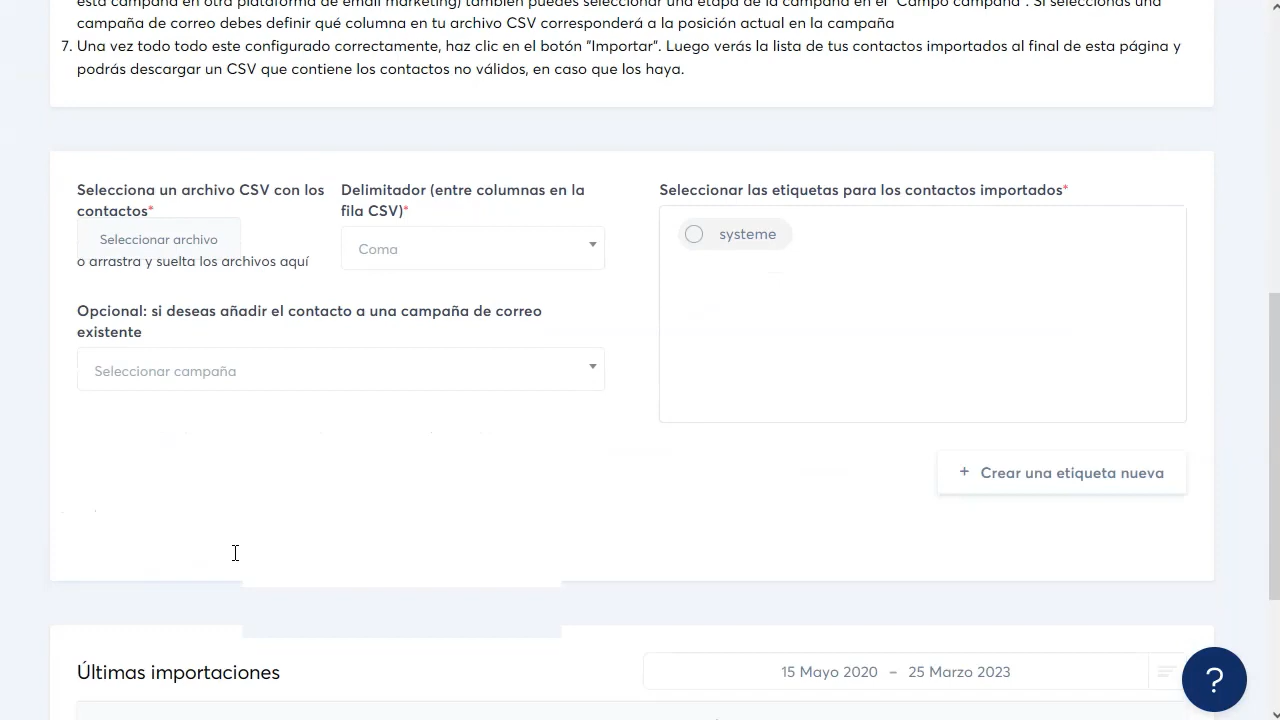 esta campaña en otra plataforma de email marketing) también puedes seleccionar una etapa de la campaña en el "Campo campaña". Si seleccionas una
campaña de correo debes definir qué columna en tu archivo CSV corresponderá a la posición actual en la campaña
7. Una vez todo todo este configurado correctamente, haz clic en el botón "Importar". Luego verás la lista de tus contactos importados al final de esta página y
podrás descargar un CSV que contiene los contactos no válidos, en caso que los haya.
Selecciona un archivo CSV con los
contactos*
Seleccionar archivo
o arrastra y suelta los archivos aquí
Delimitador (entre columnas en la
fila CSV)*
Coma
Seleccionar las etiquetas para los contactos importados*
systeme
Opcional: si deseas añadir el contacto a una campaña de correo
existente
Seleccionar campaña
+ Crear una etiqueta nueva
Últimas importaciones
15 Mayo 2020 – 25 Marzo 2023
?